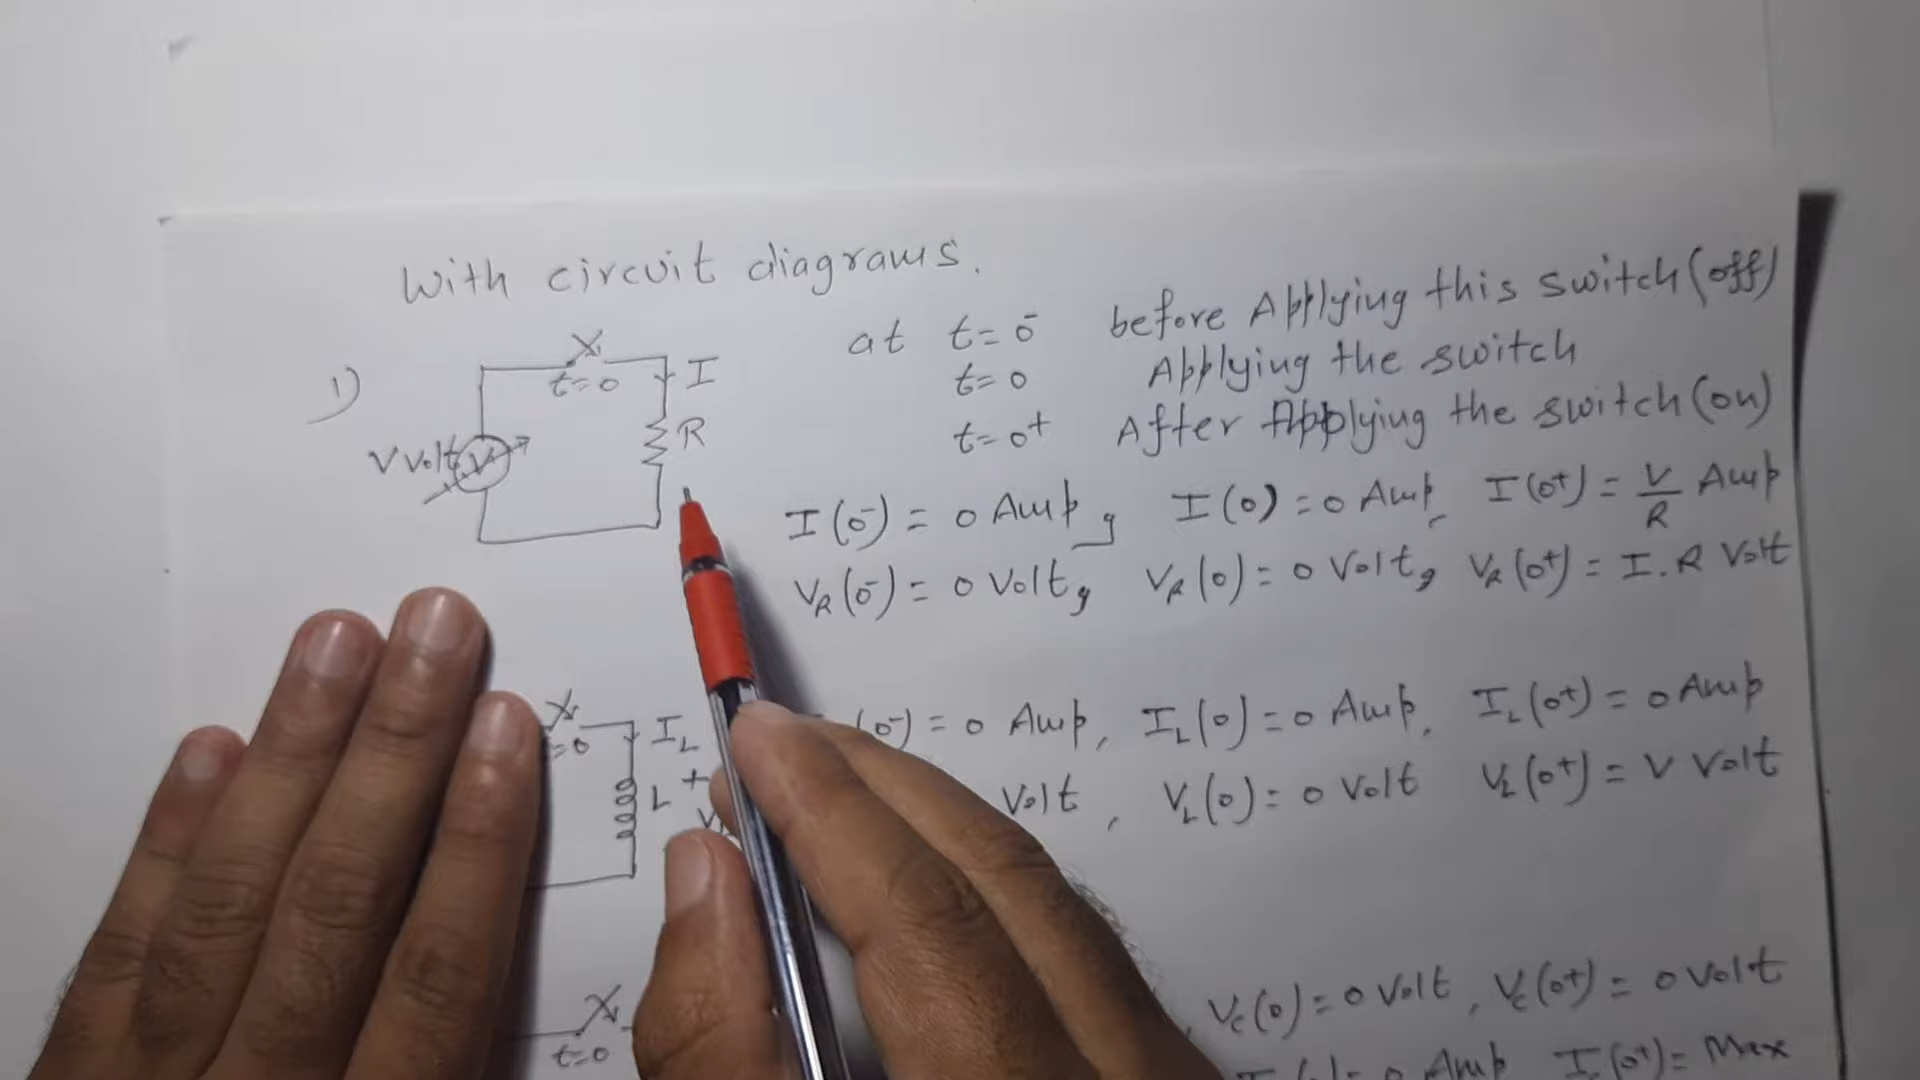 With circuit diagrams.
1)
t=0
I
R
V Volt
V
at t=0⁻ before Applying this switch (off)
t=0 Applying the switch
t=0⁺ After Applying the switch (on)
I(0⁻) = 0 Amp, I(0) = 0 Amp, I(0⁺) = V/R Amp
V_R(0⁻) = 0 Volt, V_R(0) = 0 Volt, V_R(0⁺) = I.R Volt
=0
I_L
L
+
(0⁻) = 0 Amp, I_L(0) = 0 Amp, I_L(0⁺) = 0 Amp
Volt, V_L(0) = 0 Volt V_L(0⁺) = V Volt
t=0
V_C(0) = 0 Volt, V_C(0⁺) = 0 Volt
= 0 Amp (0⁺) = Max